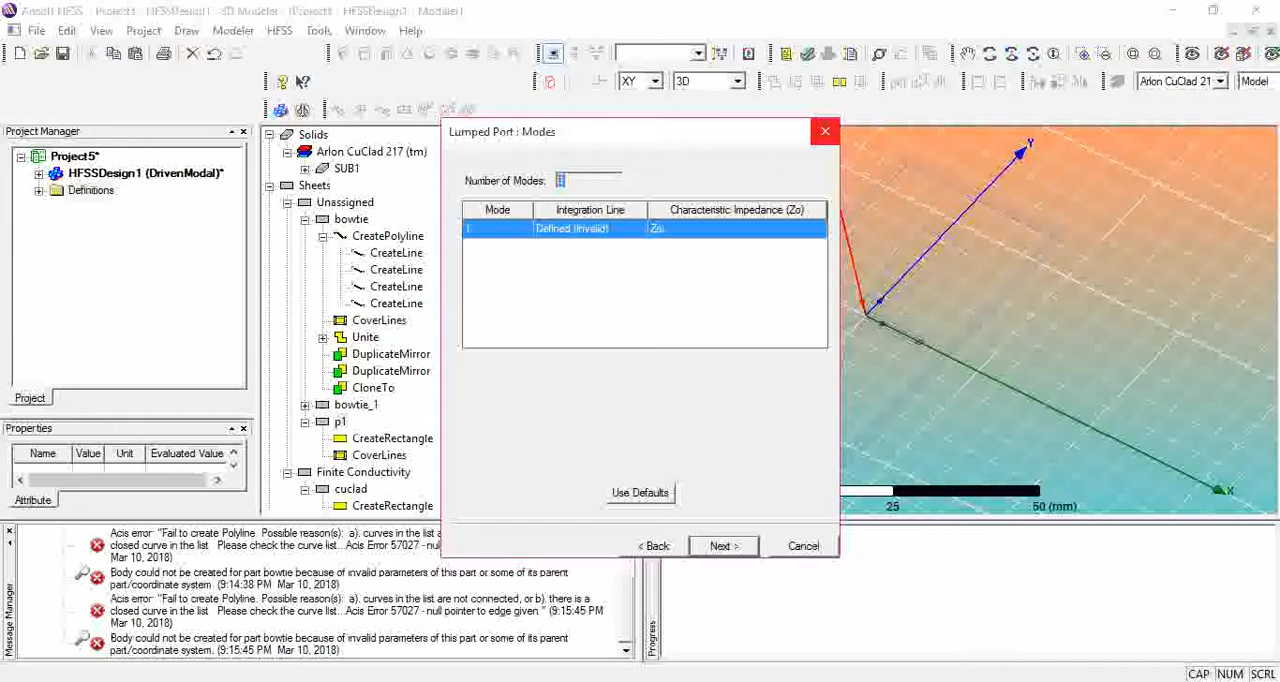 Ansoft HFSS - Project5 - HFSSDesign1 - 3D Modeler - [Project5 - HFSSDesign1 - Modeler]
File Edit View Project Draw Modeler HFSS Tools Window Help
XY 3D Arlon CuClad 21 Model
Project Manager
Project5*
HFSSDesign1 (DrivenModal)*
Definitions
Project
Properties
Name Value Unit Evaluated Value
Attribute
Solids
Arlon CuClad 217 (tm)
SUB1
Sheets
Unassigned
bowtie
CreatePolyline
CreateLine
CreateLine
CreateLine
CreateLine
CoverLines
Unite
DuplicateMirror
DuplicateMirror
CloneTo
bowtie_1
p1
CreateRectangle
CoverLines
Finite Conductivity
cuclad
CreateRectangle
Lumped Port : Modes
Number of Modes: 1
Mode Integration Line Characteristic Impedance (Zo)
1 Defined (Invalid) Zpi
Use Defaults
< Back Next > Cancel
Y
X
25 50 (mm)
Message Manager
Acis error "Fail to create Polyline. Possible reason(s): a). curves in the list a
closed curve in the list Please check the curve list...Acis Error 57027 - nul
Mar 10, 2018)
Body could not be created for part bowtie because of invalid parameters of this part or some of its parent
part/coordinate system. (9:14:38 PM Mar 10, 2018)
Acis error "Fail to create Polyline. Possible reason(s): a). curves in the list are not connected, or b). there is a
closed curve in the list Please check the curve list...Acis Error 57027 - null pointer to edge given " (9:15:45 PM
Mar 10, 2018)
Body could not be created for part bowtie because of invalid parameters of this part or some of its parent
part/coordinate system. (9:15:45 PM Mar 10, 2018)
Progress
CAP NUM SCRL